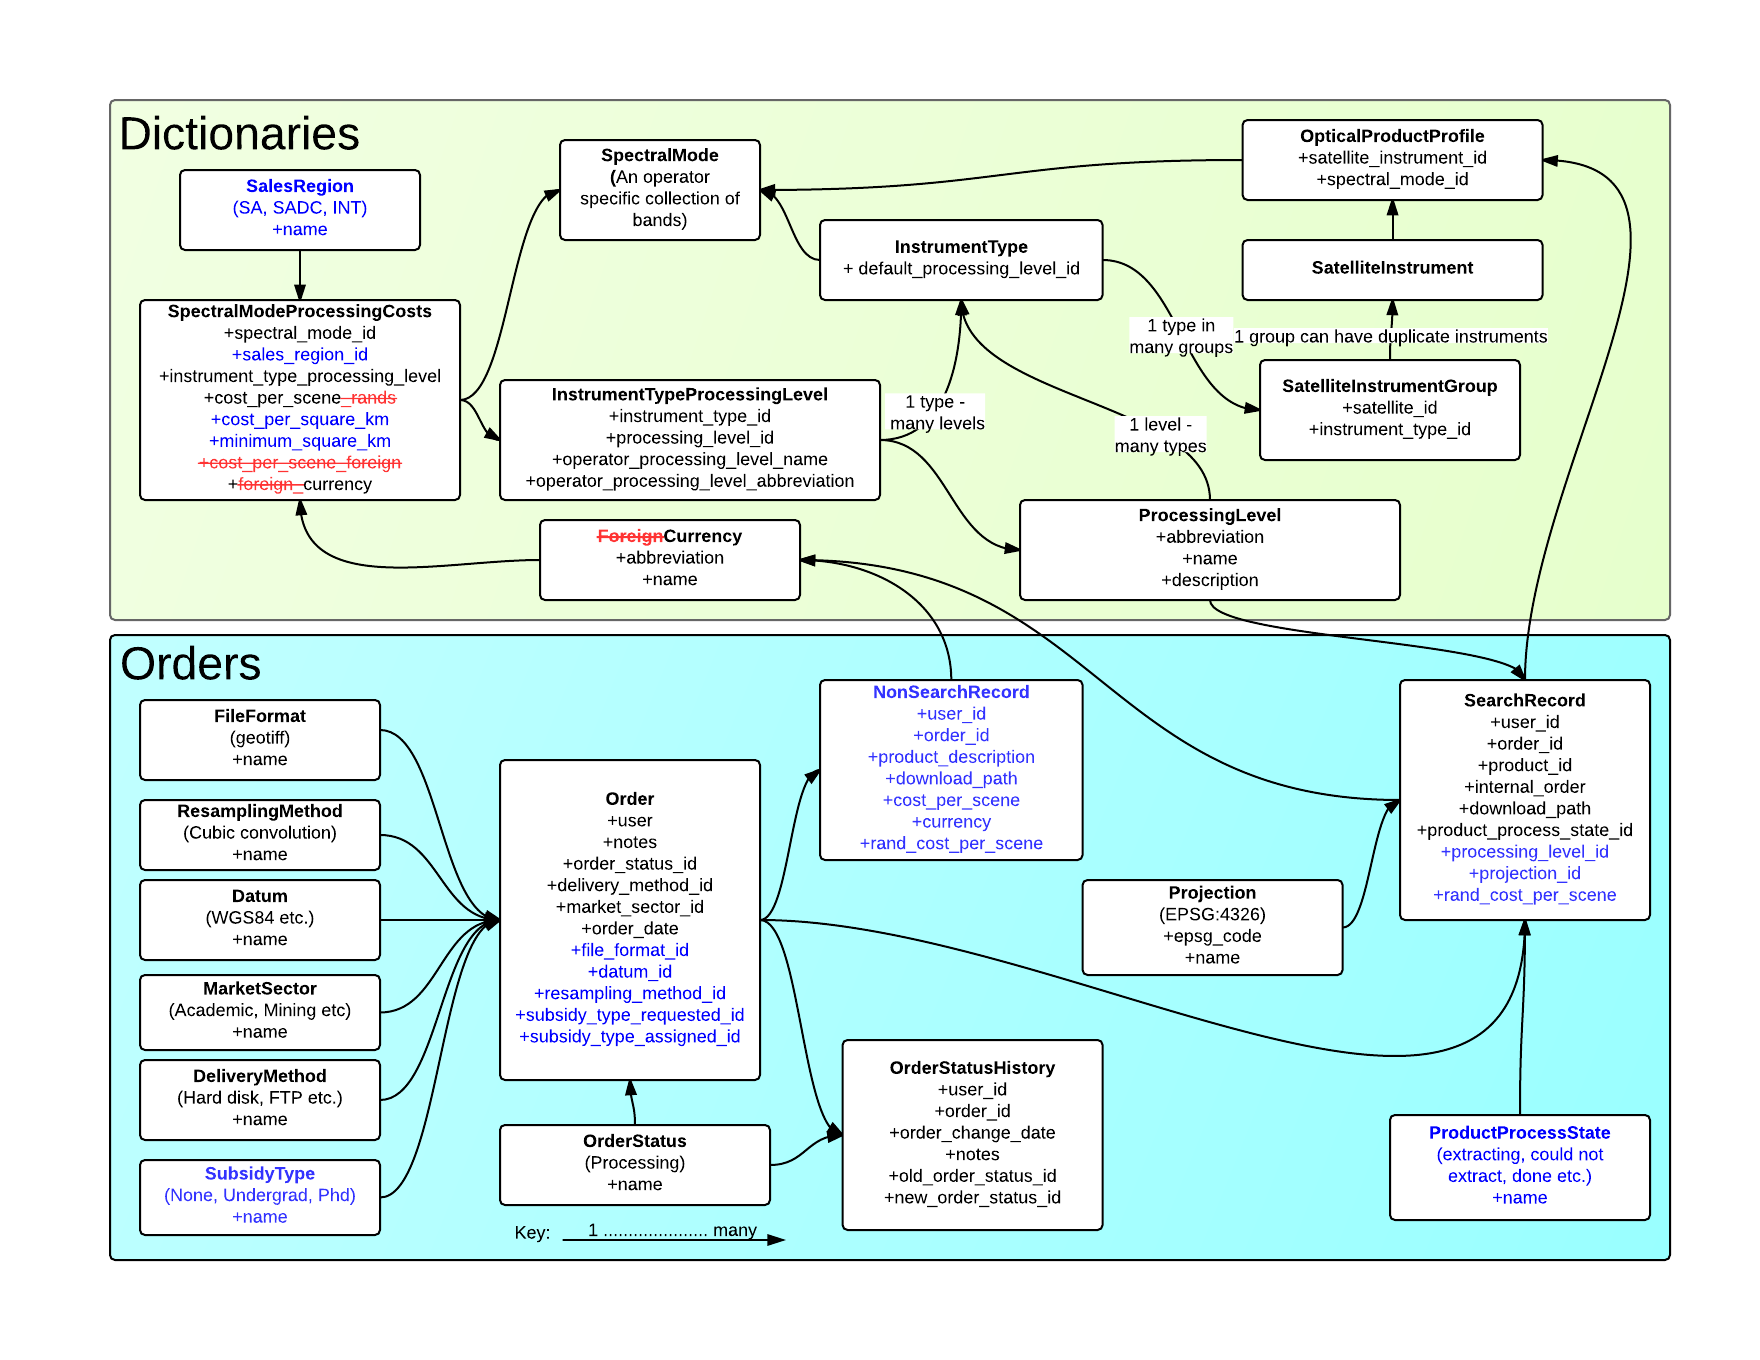 Dictionaries
SalesRegion
(SA, SADC, INT)
+name
SpectralMode
(An operator
specific collection of
bands)
OpticalProductProfile
+satellite_instrument_id
+spectral_mode_id
InstrumentType
+ default_processing_level_id
SatelliteInstrument
SpectralModeProcessingCosts
+spectral_mode_id
+sales_region_id
+instrument_type_processing_level
+cost_per_scene_rands
+cost_per_square_km
+minimum_square_km
+cost_per_scene_foreign
+foreign_currency
1 type in
many groups
1 group can have duplicate instruments
InstrumentTypeProcessingLevel
+instrument_type_id
+processing_level_id
+operator_processing_level_name
+operator_processing_level_abbreviation
1 type -
many levels
1 level -
many types
SatelliteInstrumentGroup
+satellite_id
+instrument_type_id
ForeignCurrency
+abbreviation
+name
ProcessingLevel
+abbreviation
+name
+description
Orders
FileFormat
(geotiff)
+name
ResamplingMethod
(Cubic convolution)
+name
Datum
(WGS84 etc.)
+name
MarketSector
(Academic, Mining etc)
+name
DeliveryMethod
(Hard disk, FTP etc.)
+name
SubsidyType
(None, Undergrad, Phd)
+name
Order
+user
+notes
+order_status_id
+delivery_method_id
+market_sector_id
+order_date
+file_format_id
+datum_id
+resampling_method_id
+subsidy_type_requested_id
+subsidy_type_assigned_id
OrderStatus
(Processing)
+name
Key: 1 ..................... many
NonSearchRecord
+user_id
+order_id
+product_description
+download_path
+cost_per_scene
+currency
+rand_cost_per_scene
Projection
(EPSG:4326)
+epsg_code
+name
OrderStatusHistory
+user_id
+order_id
+order_change_date
+notes
+old_order_status_id
+new_order_status_id
SearchRecord
+user_id
+order_id
+product_id
+internal_order
+download_path
+product_process_state_id
+processing_level_id
+projection_id
+rand_cost_per_scene
ProductProcessState
(extracting, could not
extract, done etc.)
+name